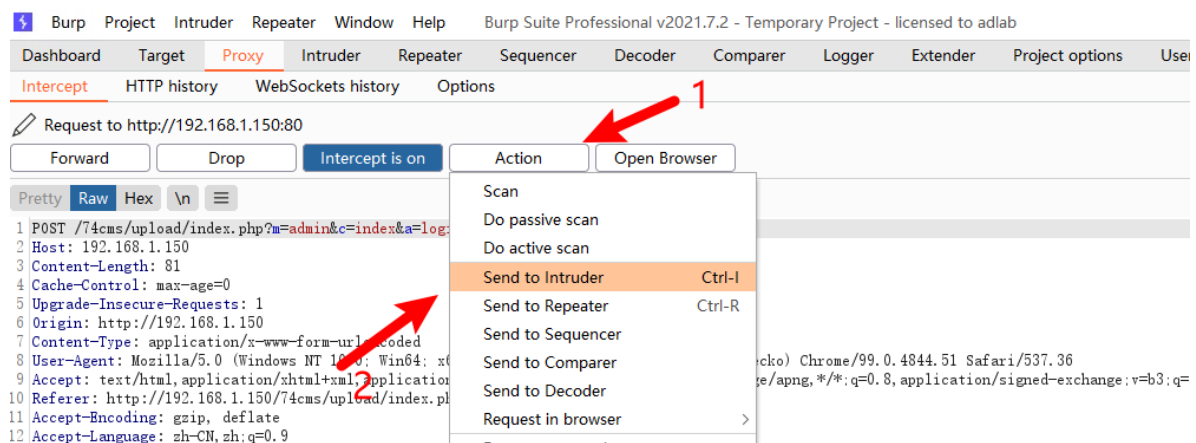 Burp Project Intruder Repeater Window Help Burp Suite Professional v2021.7.2 - Temporary Project - licensed to adlab
Dashboard Target Proxy Intruder Repeater Sequencer Decoder Comparer Logger Extender Project options User
Intercept HTTP history WebSockets history Options
1
Request to http://192.168.1.150:80
Forward Drop Intercept is on Action Open Browser
Pretty Raw Hex \n
Scan
Do passive scan
Do active scan
Send to Intruder Ctrl-I
Send to Repeater Ctrl-R
Send to Sequencer
Send to Comparer
Send to Decoder
Request in browser
2
1 POST /74cms/upload/index.php?m=admin&c=index&a=log
2 Host: 192.168.1.150
3 Content-Length: 81
4 Cache-Control: max-age=0
5 Upgrade-Insecure-Requests: 1
6 Origin: http://192.168.1.150
7 Content-Type: application/x-www-form-urlencoded
8 User-Agent: Mozilla/5.0 (Windows NT 10.0; Win64; x6 ecko) Chrome/99.0.4844.51 Safari/537.36
9 Accept: text/html,application/xhtml+xml,application ge/apng,*/*;q=0.8,application/signed-exchange;v=b3;q=
10 Referer: http://192.168.1.150/74cms/upload/index.ph
11 Accept-Encoding: gzip, deflate
12 Accept-Language: zh-CN,zh;q=0.9